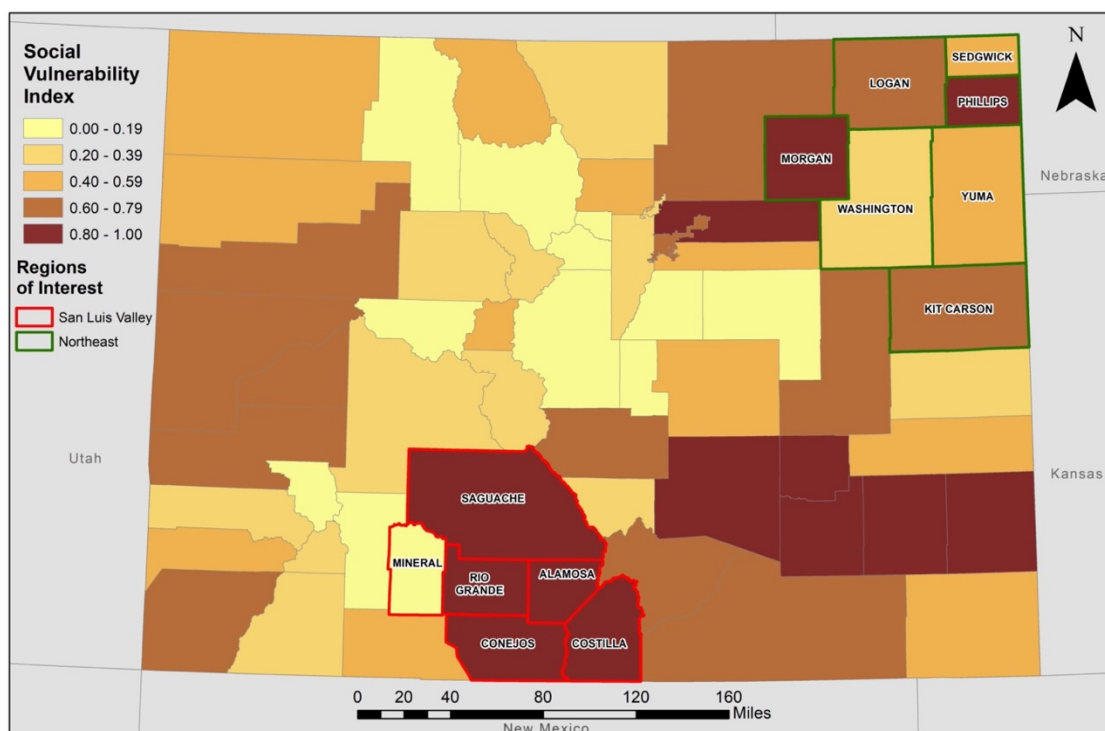 Social
Vulnerability
Index
0.00 - 0.19
0.20 - 0.39
0.40 - 0.59
0.60 - 0.79
0.80 - 1.00
Regions
of Interest
San Luis Valley
Northeast
N
SEDGWICK
LOGAN
PHILLIPS
MORGAN
Nebraska
YUMA
WASHINGTON
KIT CARSON
Utah
Kansas
SAGUACHE
MINERAL
RIO
GRANDE
ALAMOSA
CONEJOS
COSTILLA
0 20 40 80 120 160
Miles
New Mexico